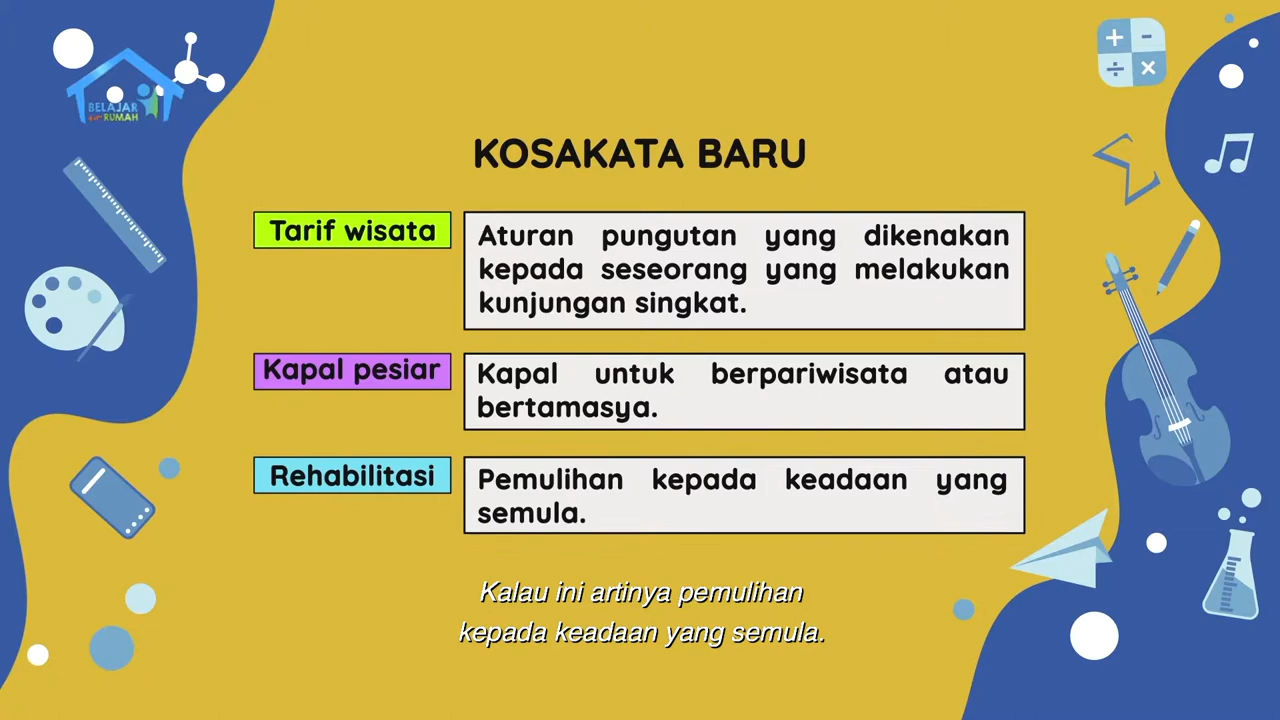 BELAJAR
dari RUMAH
KOSAKATA BARU
Tarif wisata
Aturan pungutan yang dikenakan
kepada seseorang yang melakukan
kunjungan singkat.
Kapal pesiar
Kapal untuk berpariwisata atau
bertamasya.
Rehabilitasi
Pemulihan kepada keadaan yang
semula.
Kalau ini artinya pemulihan
kepada keadaan yang semula.